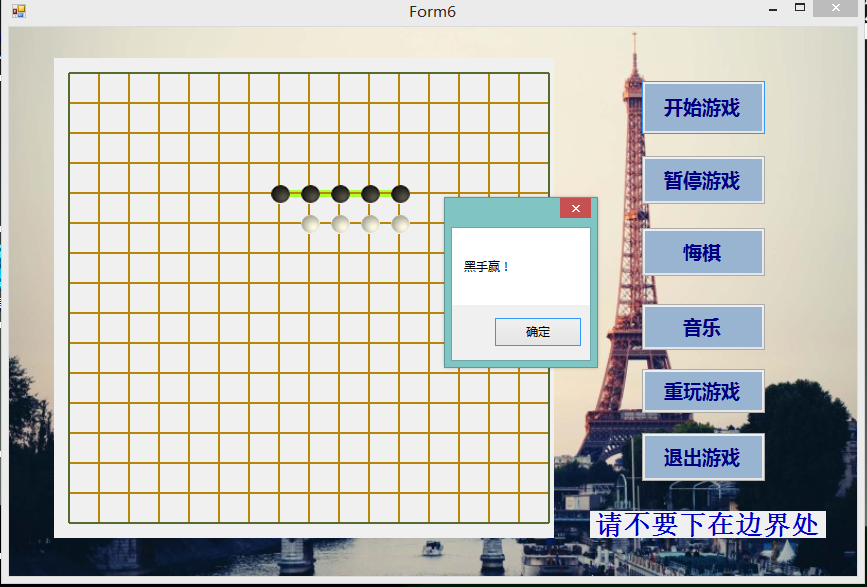 Form6
开始游戏
暂停游戏
悔棋
黑手赢！
确定
音乐
重玩游戏
退出游戏
请不要下在边界处